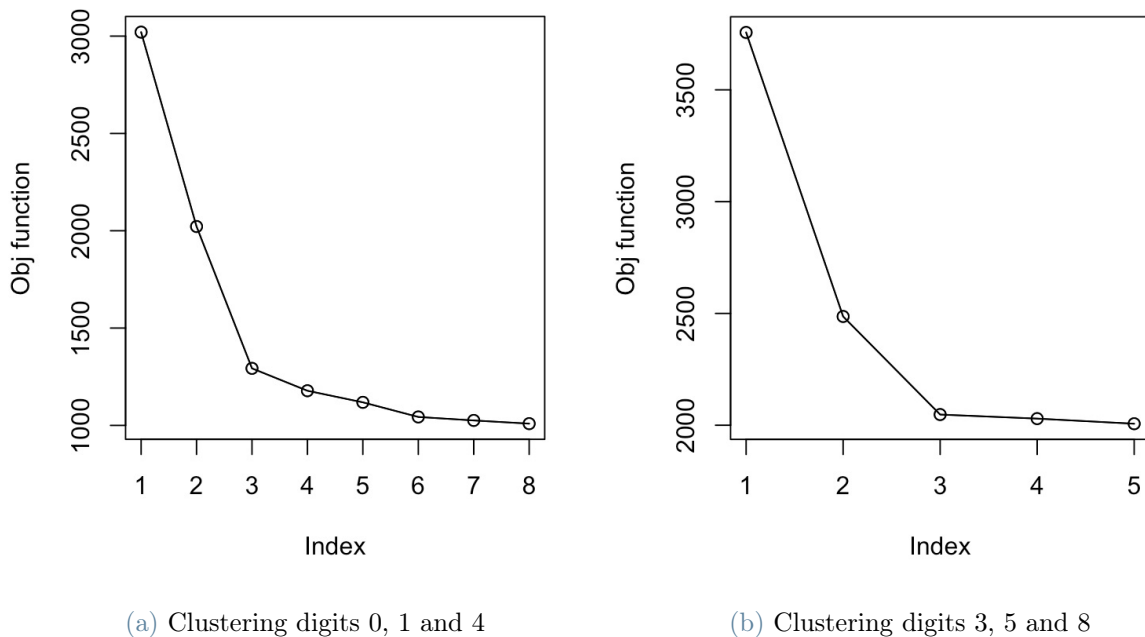 Obj function
3000
2500
2000
1500
1000
1 2 3 4 5 6 7 8
Index
(a) Clustering digits 0, 1 and 4
Obj function
3500
3000
2500
2000
1 2 3 4 5
Index
(b) Clustering digits 3, 5 and 8